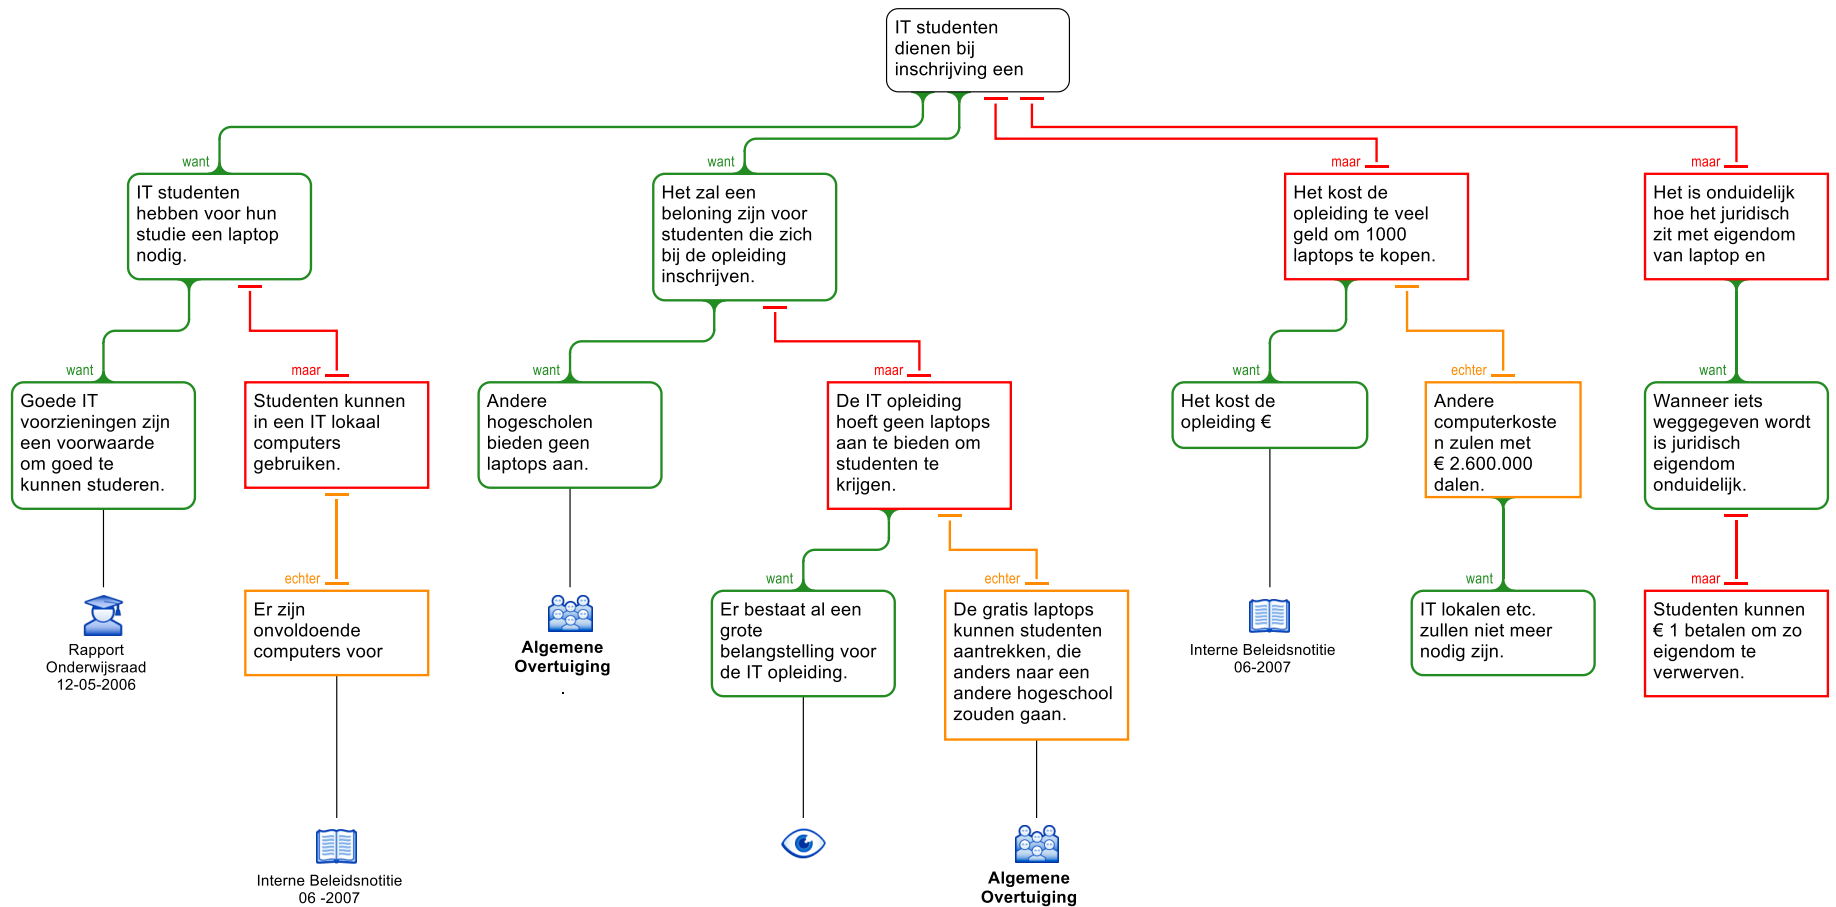 IT studenten
dienen bij
inschrijving een
want
want
maar
maar
IT studenten
hebben voor hun
studie een laptop
nodig.
Het zal een
beloning zijn voor
studenten die zich
bij de opleiding
inschrijven.
Het kost de
opleiding te veel
geld om 1000
laptops te kopen.
Het is onduidelijk
hoe het juridisch
zit met eigendom
van laptop en
want
maar
want
maar
want
echter
want
Goede IT
voorzieningen zijn
een voorwaarde
om goed te
kunnen studeren.
Studenten kunnen
in een IT lokaal
computers
gebruiken.
Andere
hogescholen
bieden geen
laptops aan.
De IT opleiding
hoeft geen laptops
aan te bieden om
studenten te
krijgen.
Het kost de
opleiding €
Andere
computerkoste
n zulen met
€ 2.600.000
dalen.
Wanneer iets
weggegeven wordt
is juridisch
eigendom
onduidelijk.
echter
want
echter
want
maar
Rapport
Onderwijsraad
12-05-2006
Er zijn
onvoldoende
computers voor
Algemene
Overtuiging
.
Er bestaat al een
grote
belangstelling voor
de IT opleiding.
De gratis laptops
kunnen studenten
aantrekken, die
anders naar een
andere hogeschool
zouden gaan.
Interne Beleidsnotitie
06-2007
IT lokalen etc.
zullen niet meer
nodig zijn.
Studenten kunnen
€ 1 betalen om zo
eigendom te
verwerven.
Interne Beleidsnotitie
06 -2007
Algemene
Overtuiging